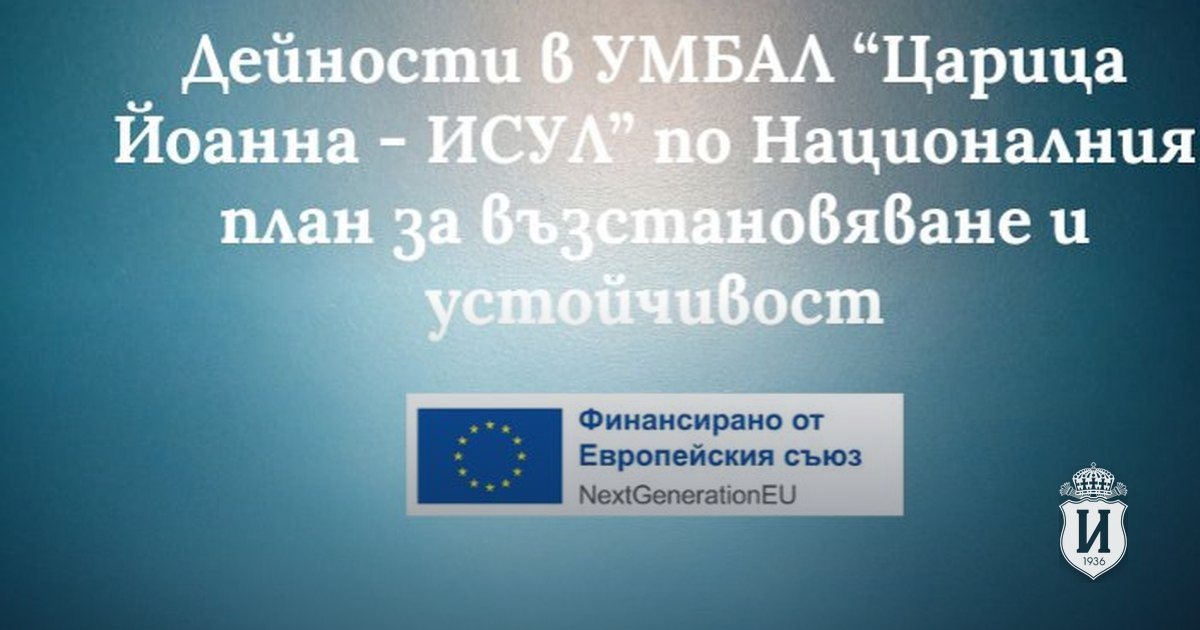 Дейности в УМБАЛ “Царица
Йоанна - ИСУЛ” по Националния
план за възстановяване и
устойчивост
Финансирано от
Европейския съюз
NextGenerationEU
И
1936